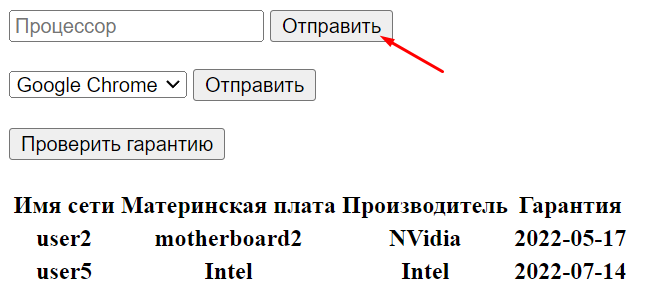 Процессор Отправить
Google Chrome Отправить
Проверить гарантию
Имя сети Материнская плата Производитель Гарантия
user2 motherboard2 NVidia 2022-05-17
user5 Intel Intel 2022-07-14